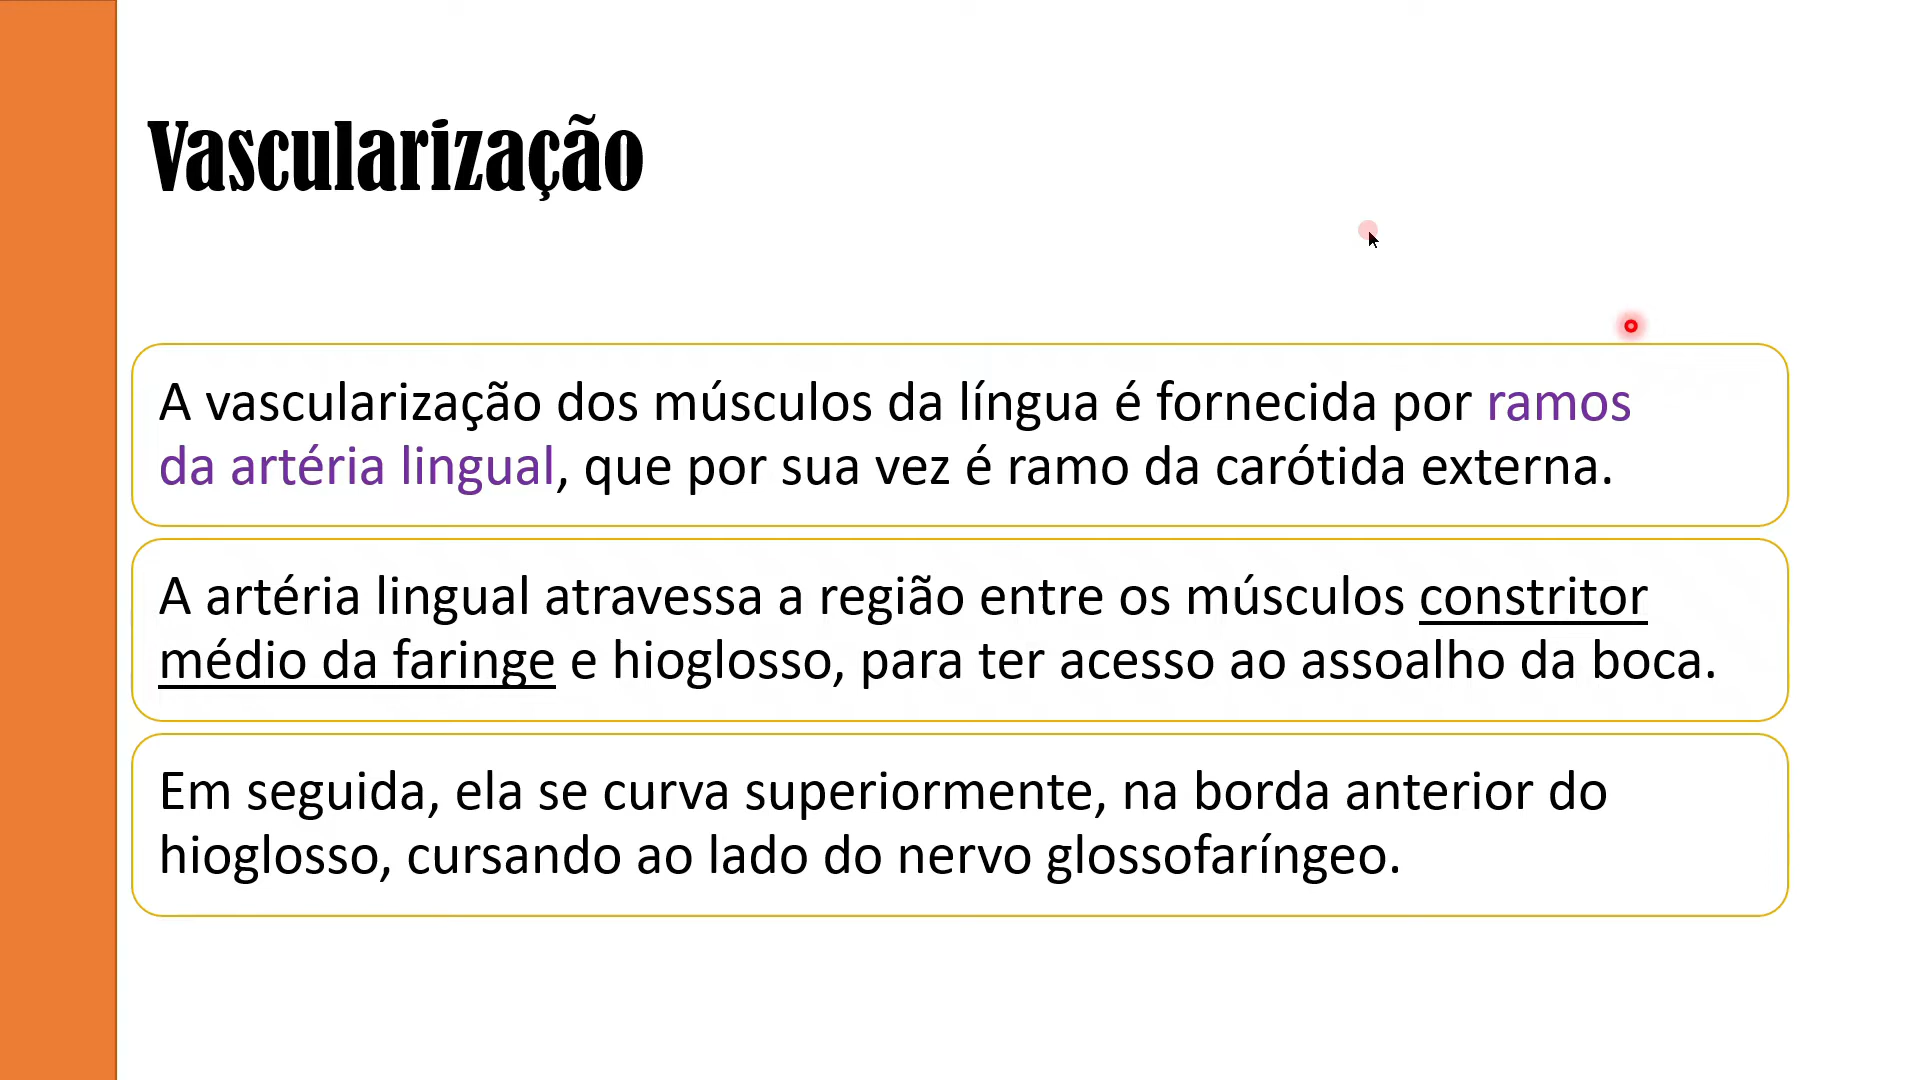 Vascularização
A vascularização dos músculos da língua é fornecida por ramos
da artéria lingual, que por sua vez é ramo da carótida externa.
A artéria lingual atravessa a região entre os músculos constritor
médio da faringe e hioglosso, para ter acesso ao assoalho da boca.
Em seguida, ela se curva superiormente, na borda anterior do
hioglosso, cursando ao lado do nervo glossofaríngeo.